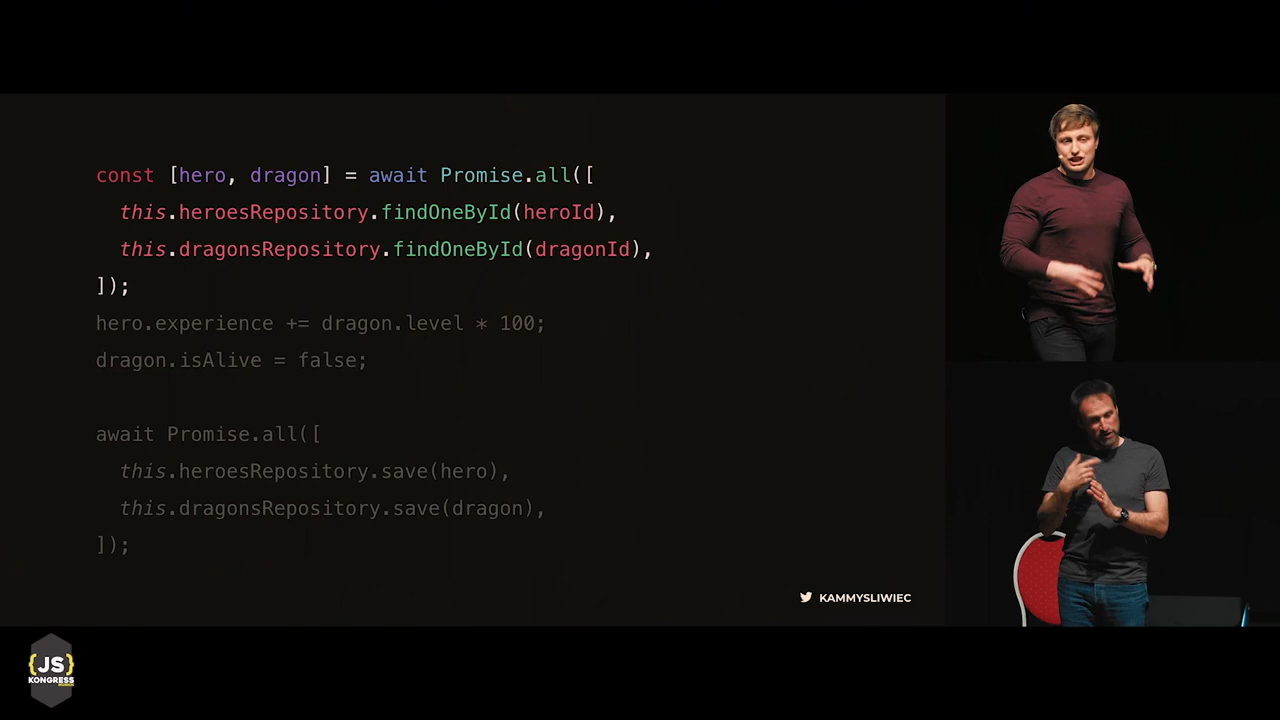 const [hero, dragon] = await Promise.all([
  this.heroesRepository.findOneById(heroId),
  this.dragonsRepository.findOneById(dragonId),
]);
hero.experience += dragon.level * 100;
dragon.isAlive = false;
await Promise.all([
  this.heroesRepository.save(hero),
  this.dragonsRepository.save(dragon),
]);
KAMMYSLIWIEC
{JS}
KONGRESS